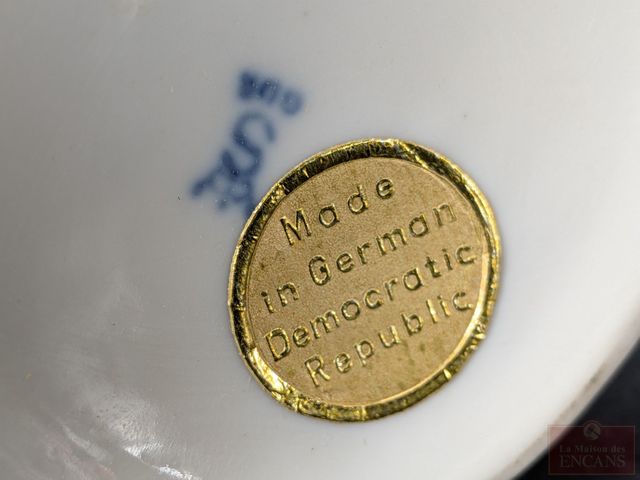 Made
in German
Democratic
Republic
La Maison des
ENCANS